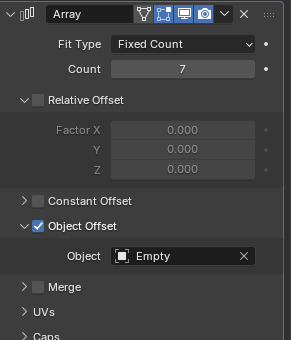 Array
Fit Type Fixed Count
Count 7
Relative Offset
Factor X 0.000
Y 0.000
Z 0.000
Constant Offset
Object Offset
Object Empty
Merge
UVs
Caps